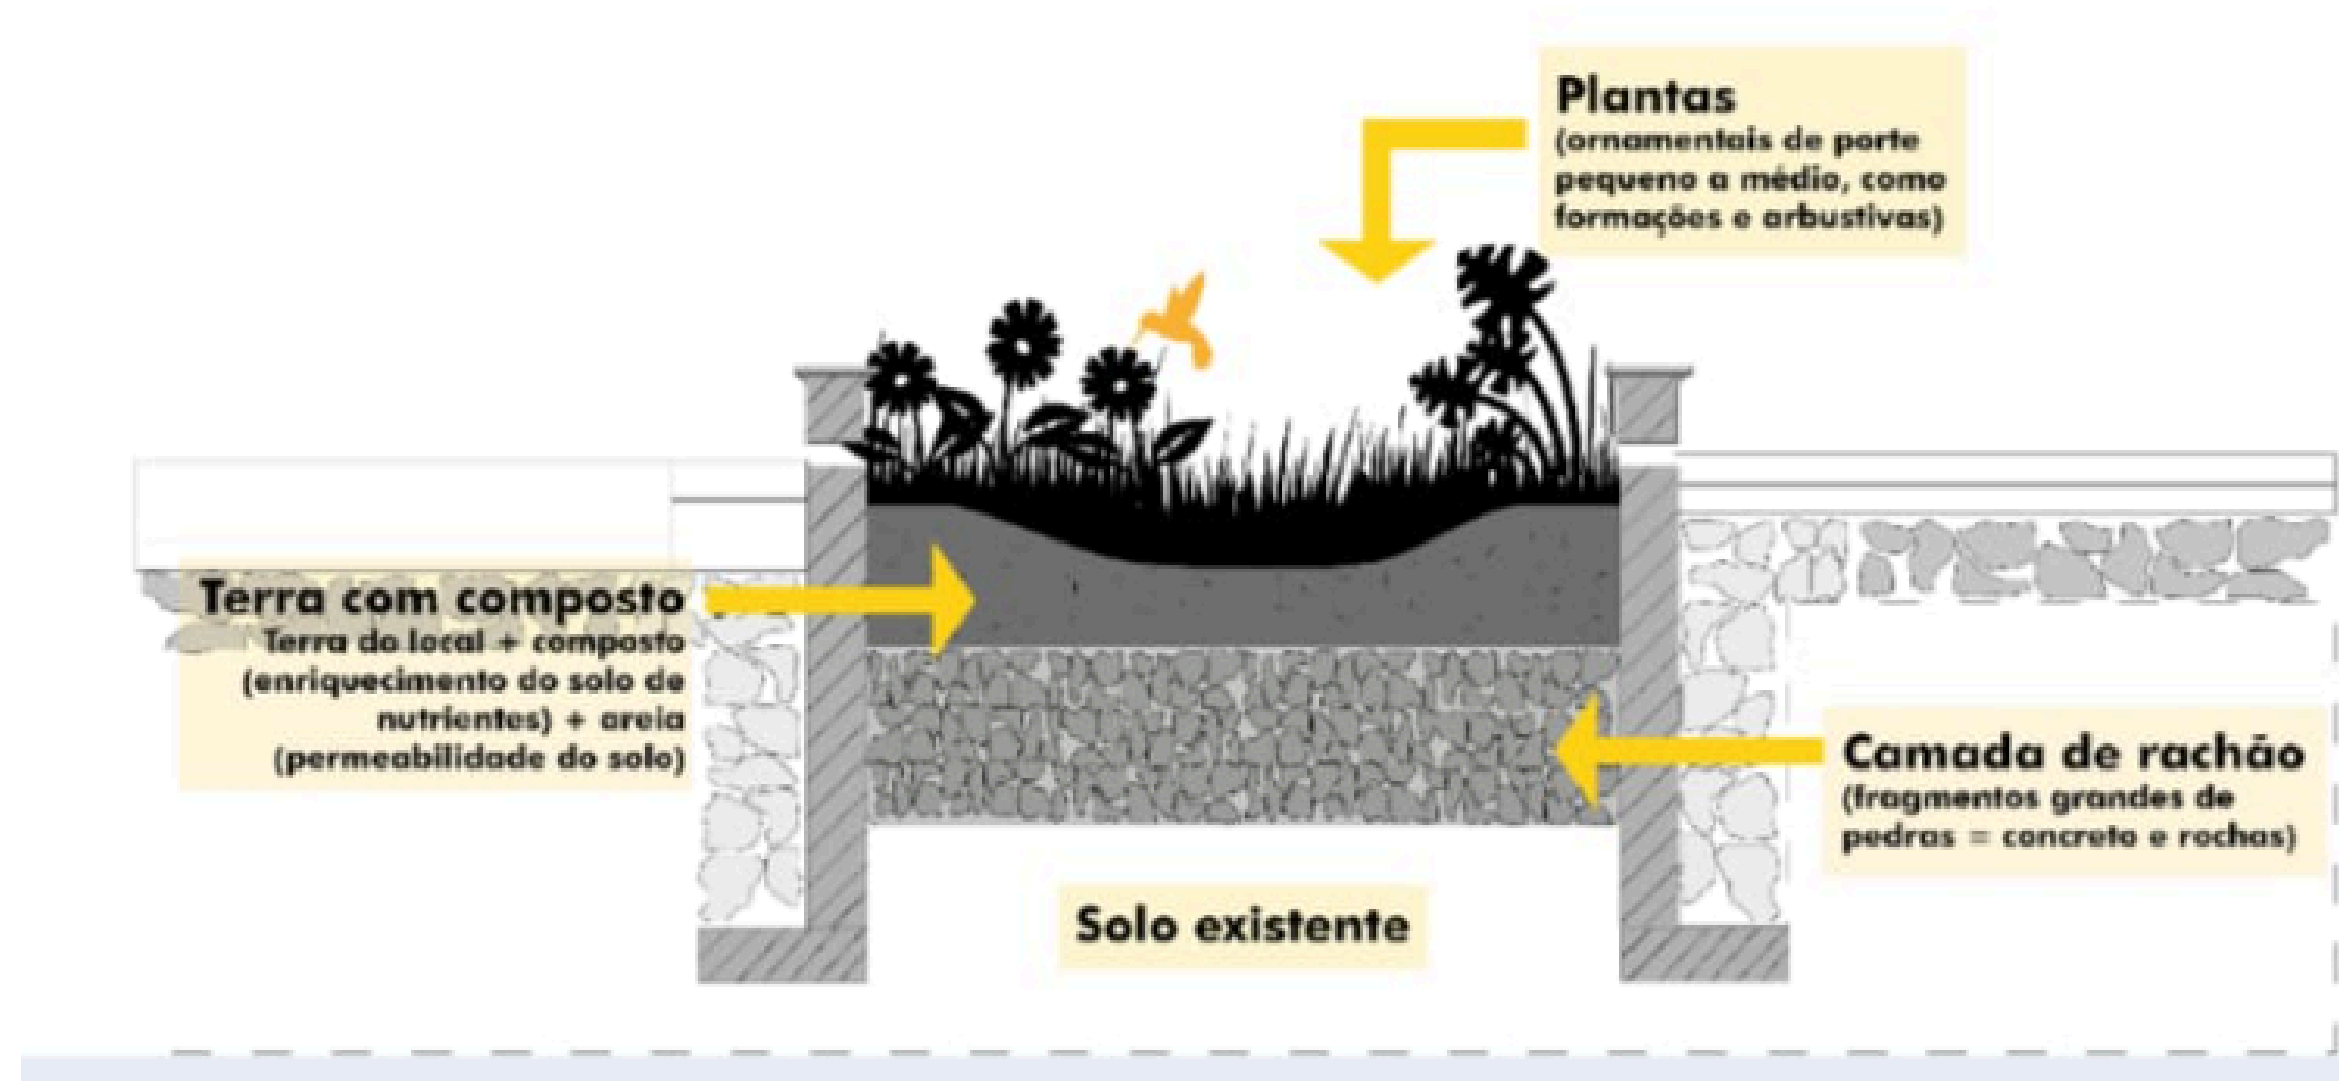 Plantas
(ornamentais de porte
pequeno a médio, como
formações e arbustivas)
Terra com composto
Terra do local + composto
(enriquecimento do solo de
nutrientes) + areia
(permeabilidade do solo)
Camada de rachão
(fragmentos grandes de
pedras = concreto e rochas)
Solo existente